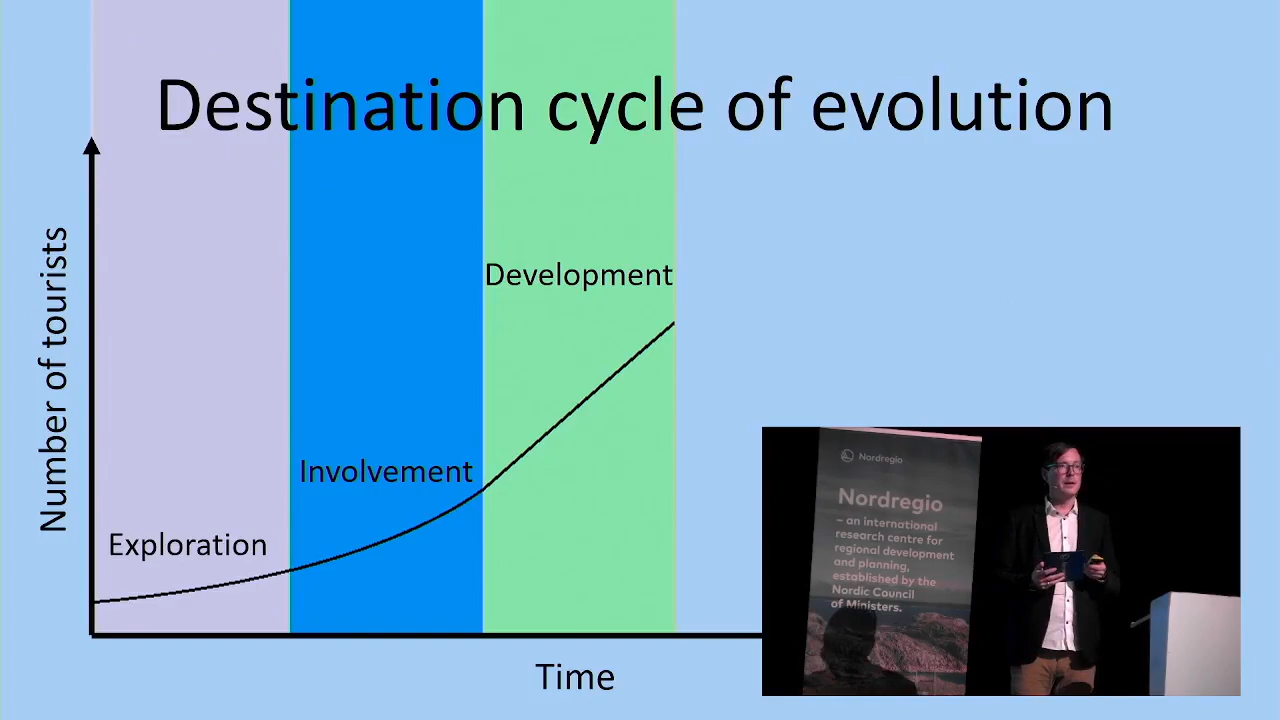 Destination cycle of evolution
Number of tourists
Development
Involvement
Exploration
Time
Nordregio
Nordregio
– an international
research centre for
regional development
and planning,
established by the
Nordic Council
of Ministers.